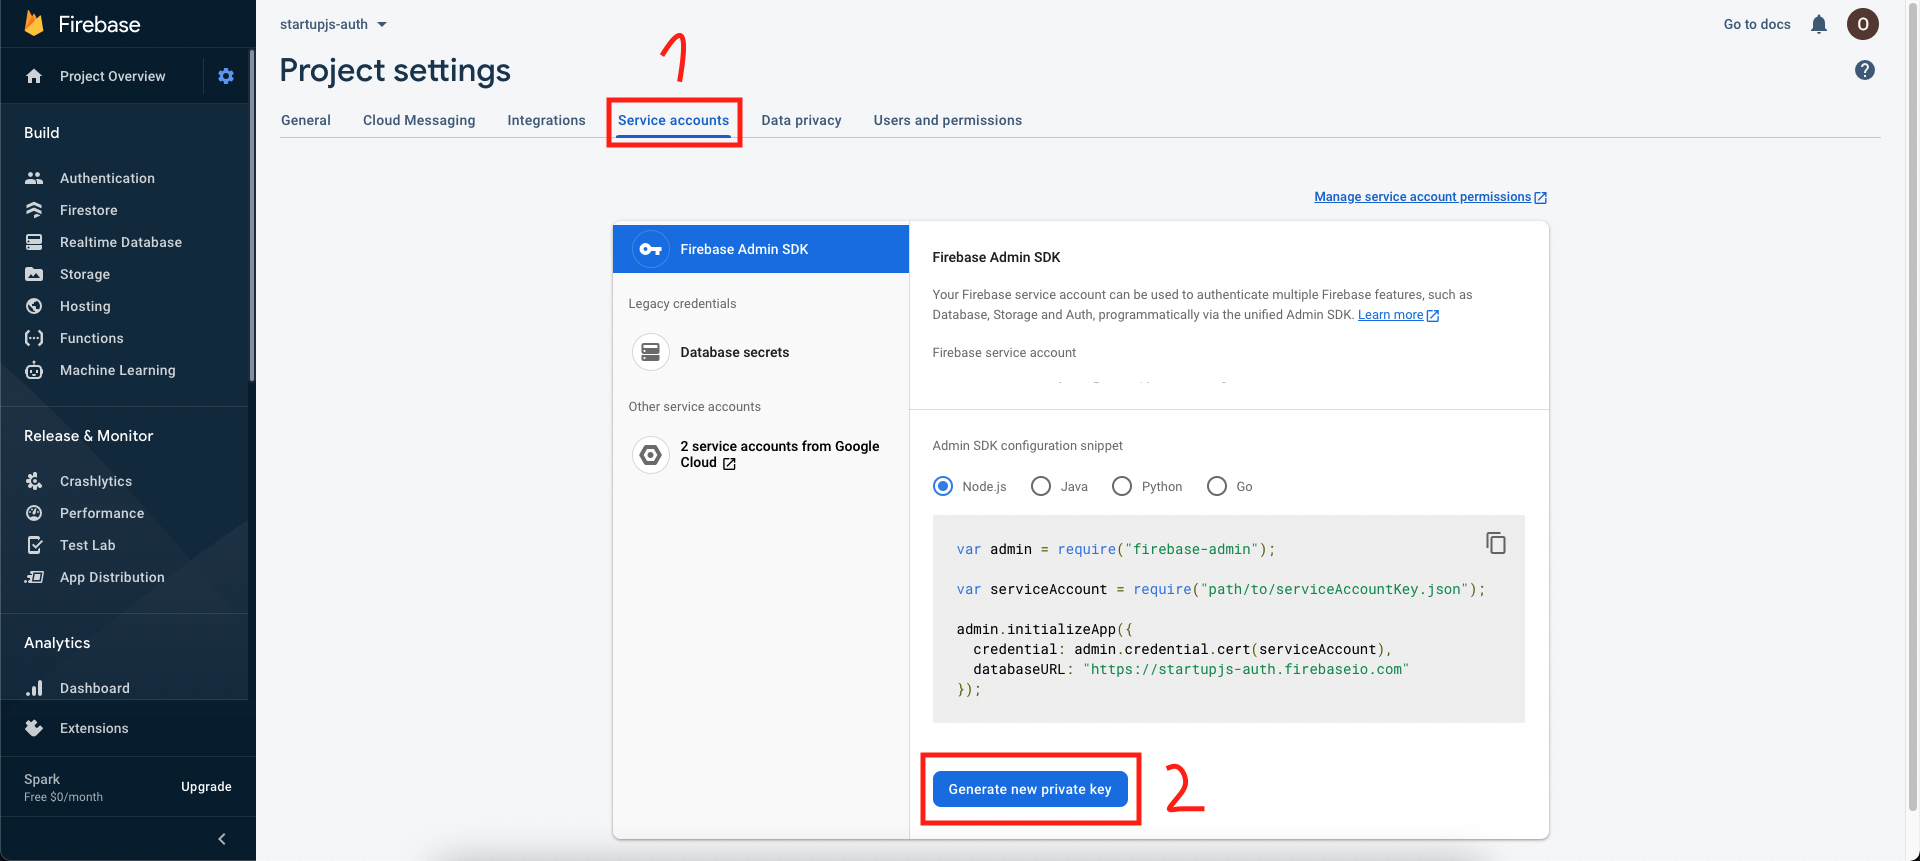 Firebase
Project Overview
Build
Authentication
Firestore
Realtime Database
Storage
Hosting
Functions
Machine Learning
Release & Monitor
Crashlytics
Performance
Test Lab
App Distribution
Analytics
Dashboard
Extensions
Spark
Free $0/month
Upgrade
startupjs-auth
Go to docs
O
Project settings
?
1
General
Cloud Messaging
Integrations
Service accounts
Data privacy
Users and permissions
Manage service account permissions
Firebase Admin SDK
Legacy credentials
Database secrets
Other service accounts
2 service accounts from Google
Cloud
Firebase Admin SDK
Your Firebase service account can be used to authenticate multiple Firebase features, such as
Database, Storage and Auth, programmatically via the unified Admin SDK. Learn more
Firebase service account
Admin SDK configuration snippet
Node.js
Java
Python
Go
var admin = require("firebase-admin");
var serviceAccount = require("path/to/serviceAccountKey.json");
admin.initializeApp({
credential: admin.credential.cert(serviceAccount),
databaseURL: "https://startupjs-auth.firebaseio.com"
});
Generate new private key
2